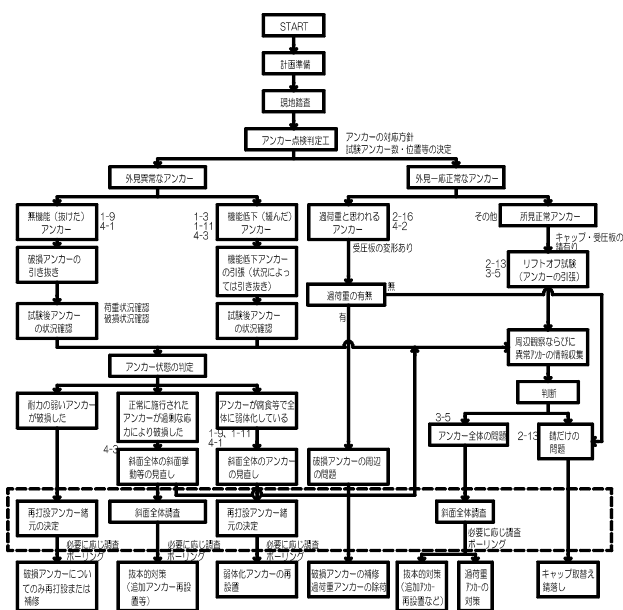 START
計画準備
現地踏査
アンカー点検判定工
アンカーの対応方針
試験アンカー数・位置等の決定
外見異常なアンカー
外見一応正常なアンカー
無機能（抜けた）
アンカー
1-9
4-1
1-3
1-11
4-3
機能低下（緩んだ）
アンカー
過荷重と思われる
アンカー
2-16
4-2
その他
所見正常アンカー
受圧板の変形あり
キャップ・受圧板の
錆有り
破損アンカーの
引き抜き
機能低下アンカー
の引張（状況によっ
ては引き抜き）
2-13
3-5
リフトオフ試験
（アンカーの引張）
過荷重の有無
無
有
試験後アンカー
の状況確認
荷重状況確認
破損状況確認
試験後アンカー
の状況確認
周辺観察ならびに
異常ｱﾝｶｰの情報収集
アンカー状態の判定
判断
耐力の弱いアンカー
が破損した
正常に施行された
アンカーが過剰な応
力により破損した
アンカーが腐食等で全
体に弱体化している
1-9、1-11
4-1
3-5
アンカー全体の問題
2-13
錆だけの
問題
4-3
斜面全体の斜面挙
動等の見直し
斜面全体のアンカー
の見直し
破損アンカーの周辺
の問題
再打設アンカー緒
元の決定
斜面全体調査
再打設アンカー緒
元の決定
斜面全体調査
必要に応じ調査
ボーリング
必要に応じ調査
ボーリング
必要に応じ調査
ボーリング
必要に応じ調査
ボーリング
破損アンカーについ
てのみ再打設または
補修
抜本的対策
（追加アンカー再設
置等）
弱体化アンカーの再
設置
破損アンカーの補修
過荷重アンカーの除荷
抜本的対策
（追加ｱﾝｶｰ
再設置など）
過荷重
ｱﾝｶｰの
対策
キャップ取替え
錆落し